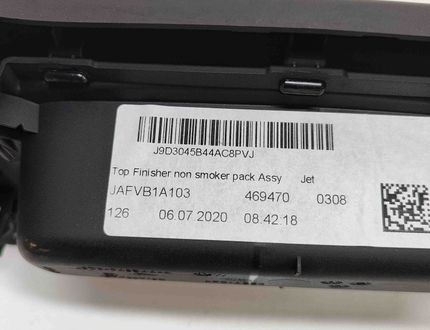 J9D3045B44AC8PVJ
Top Finisher non smoker pack Assy Jet
JAFVB1A103 469470 0308
126 06.07.2020 08.42.18